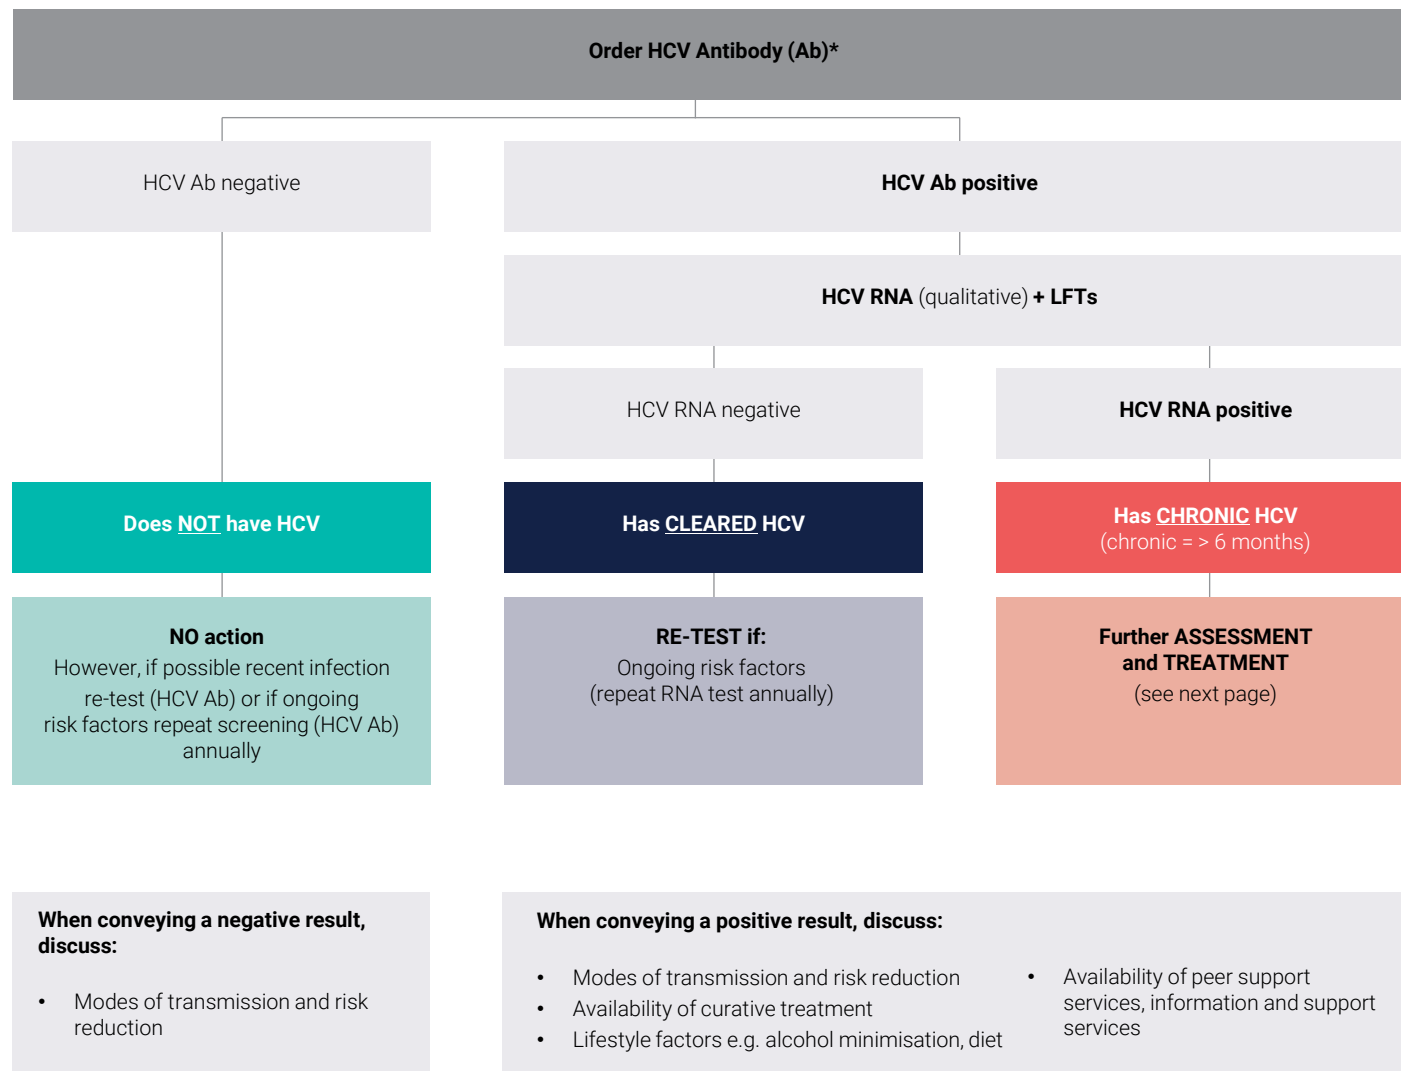 Order HCV Antibody (Ab)*
HCV Ab negative
HCV Ab positive
HCV RNA (qualitative) + LFTs
HCV RNA negative
HCV RNA positive
Does NOT have HCV
Has CLEARED HCV
Has CHRONIC HCV
(chronic = > 6 months)
NO action
However, if possible recent infection
re-test (HCV Ab) or if ongoing
risk factors repeat screening (HCV Ab)
annually
RE-TEST if:
Ongoing risk factors
(repeat RNA test annually)
Further ASSESSMENT
and TREATMENT
(see next page)
When conveying a negative result,
discuss:
• Modes of transmission and risk
reduction
When conveying a positive result, discuss:
• Modes of transmission and risk reduction
• Availability of curative treatment
• Lifestyle factors e.g. alcohol minimisation, diet
• Availability of peer support
services, information and support
services